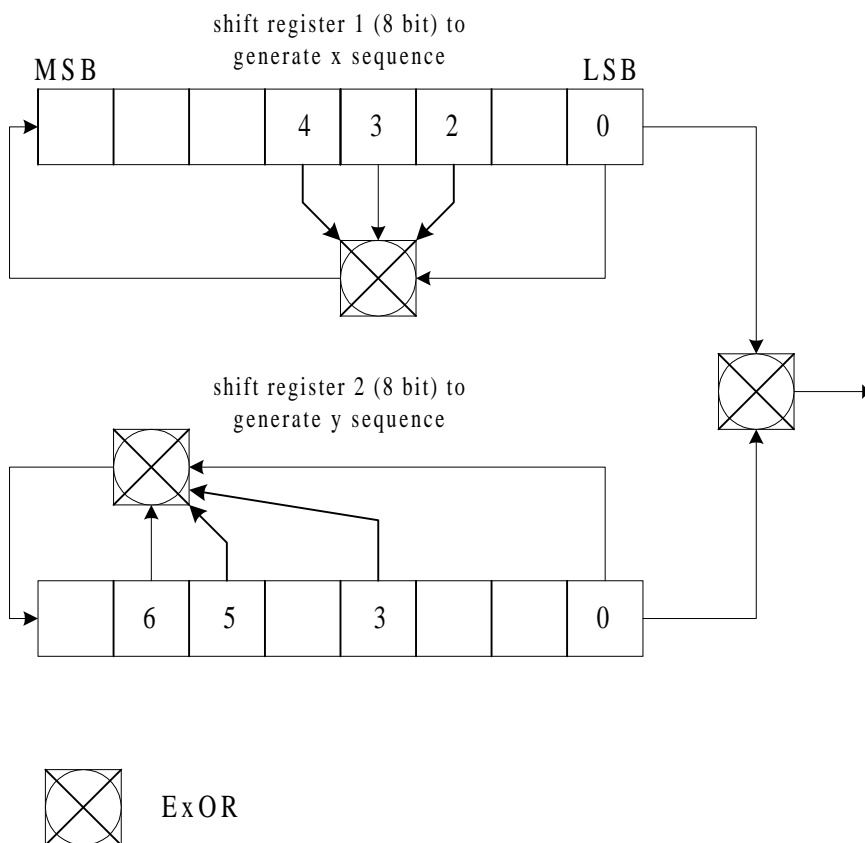 shift register 1 (8 bit) to
generate x sequence
MSB LSB
4 3 2 0
shift register 2 (8 bit) to
generate y sequence
6 5 3 0
ExOR